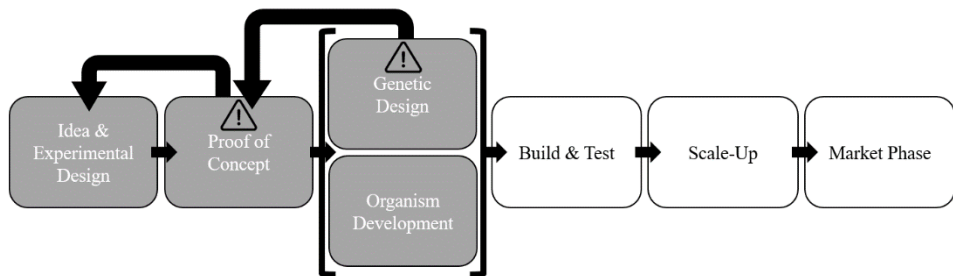 Idea &
Experimental
Design
Proof of
Concept
Genetic
Design
Organism
Development
Build & Test
Scale-Up
Market Phase